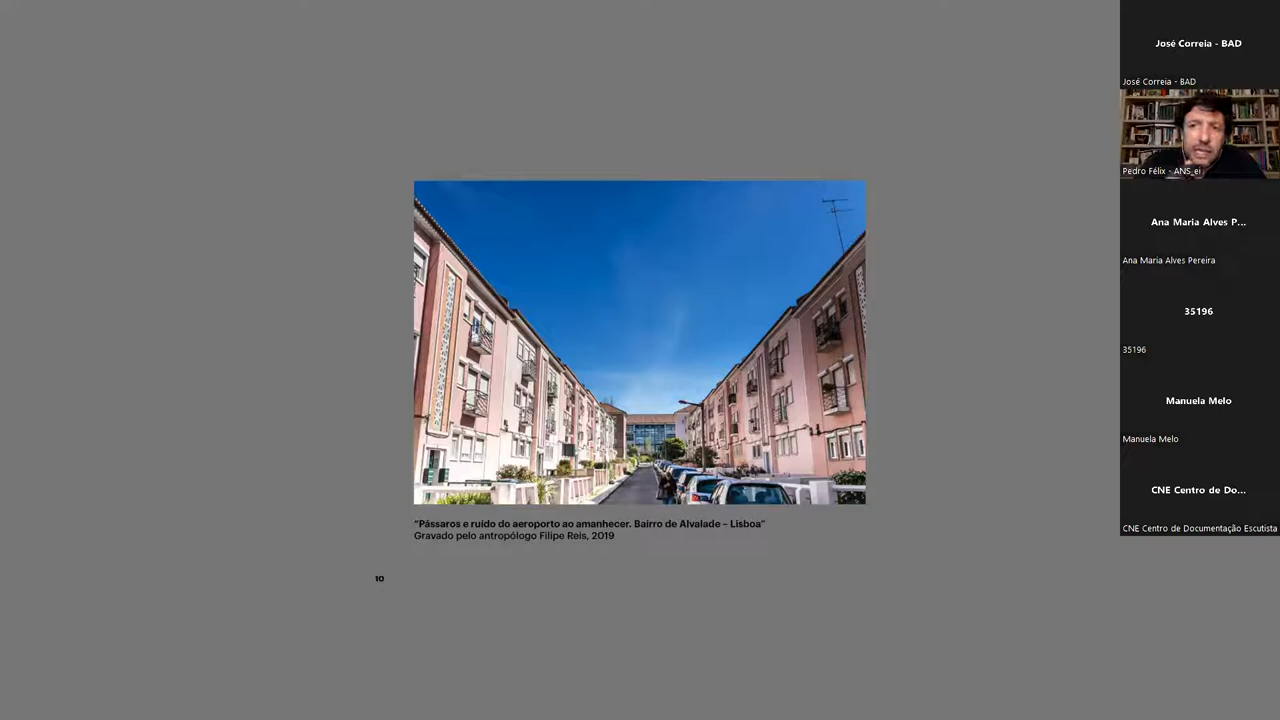 “Pássaros e ruído do aeroporto ao amanhecer. Bairro de Alvalade – Lisboa”
Gravado pelo antropólogo Filipe Reis, 2019
10
José Correia - BAD
José Correia - BAD
Pedro Félix - ANS_ei
Ana Maria Alves P...
Ana Maria Alves Pereira
35196
35196
Manuela Melo
Manuela Melo
CNE Centro de Do...
CNE Centro de Documentação Escutista